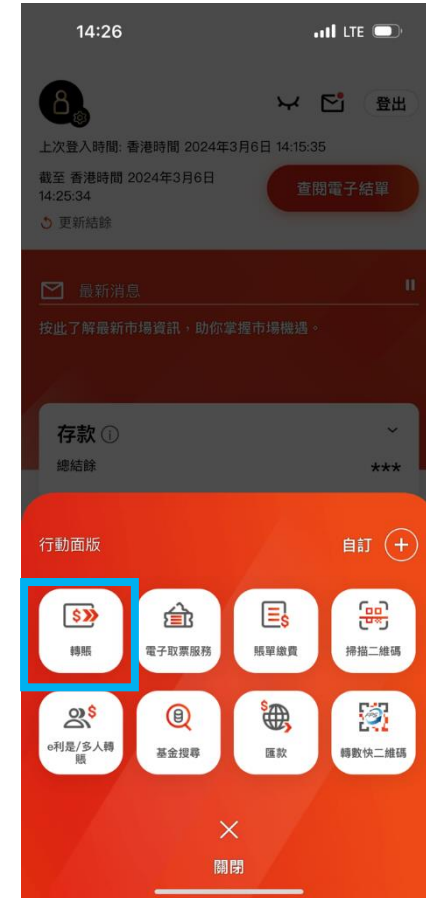 14:26
LTE
登出
上次登入時間: 香港時間 2024年3月6日 14:15:35
截至 香港時間 2024年3月6日
14:25:34
查閱電子結單
更新結餘
最新消息
按此了解最新市場資訊，助你掌握市場機遇。
存款
總結餘
***
行動面版
自訂
轉賬
電子取票服務
賬單繳費
掃描二維碼
e利是/多人轉
賬
基金搜尋
匯款
轉數快二維碼
關閉